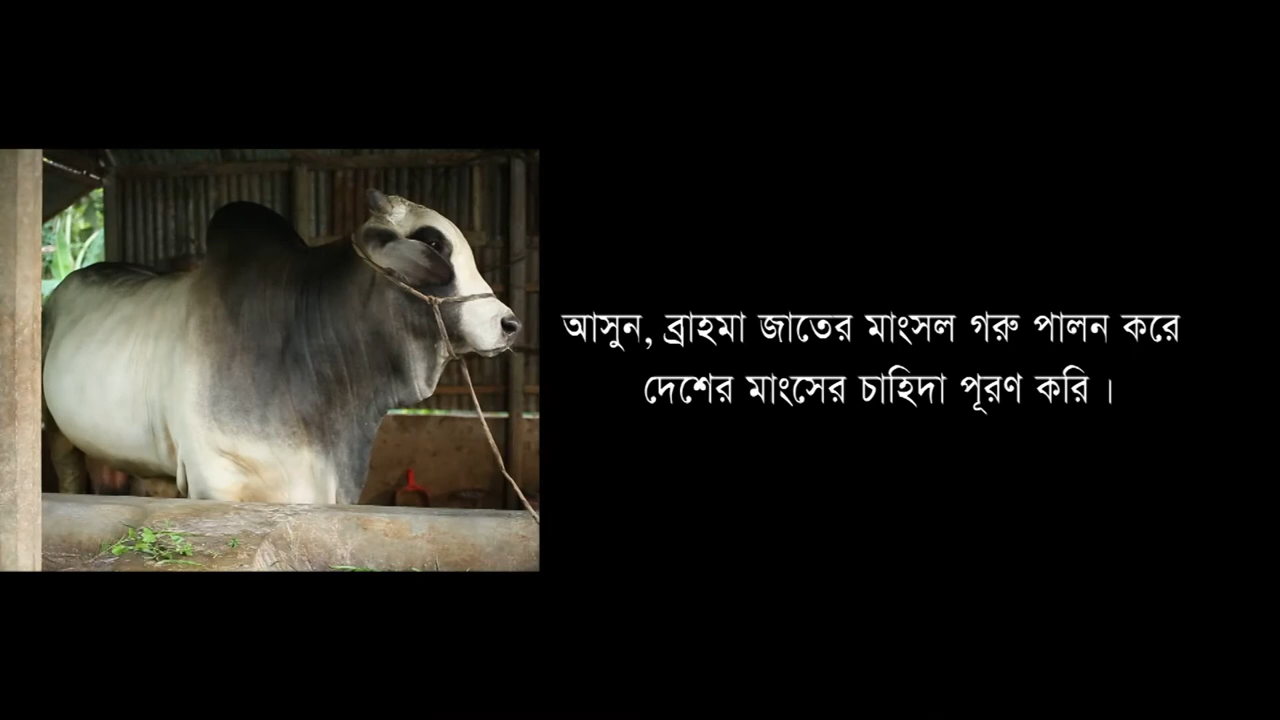 আসুন, ব্রাহমা জাতের মাংসল গরু পালন করে
দেশের মাংসের চাহিদা পূরণ করি ।